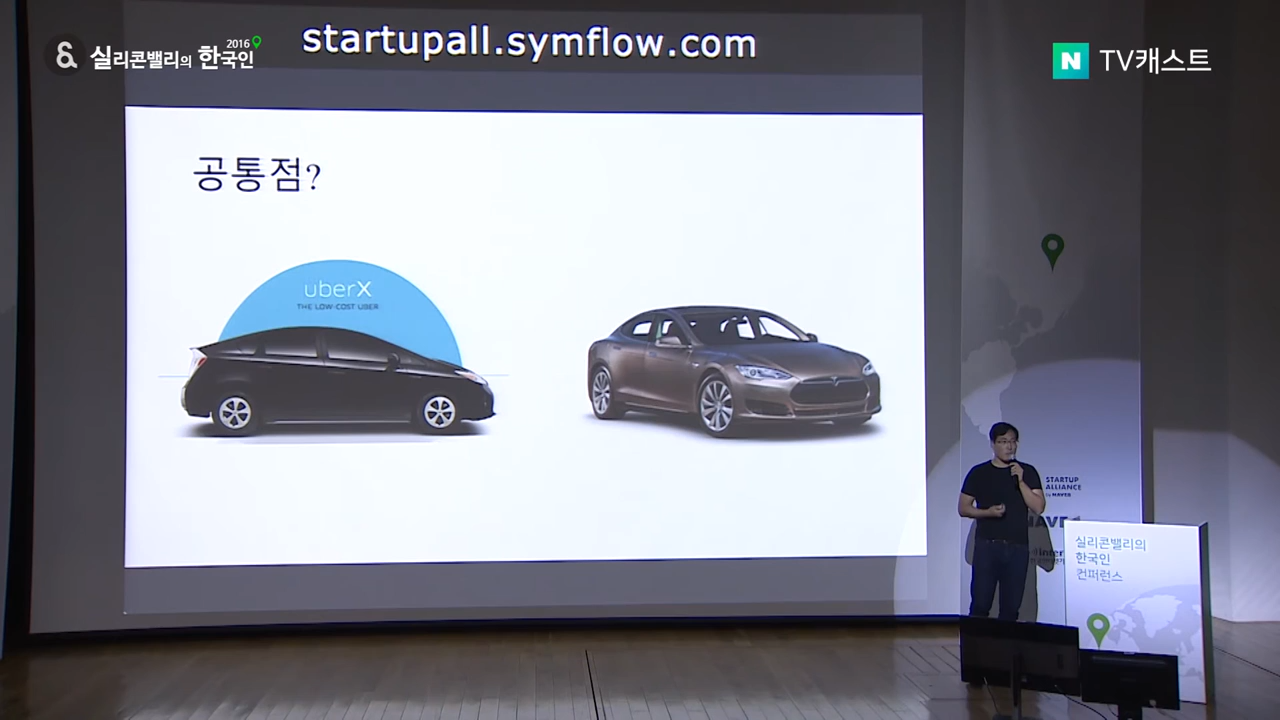 & 실리콘밸리의 한국인 2016
startupall.symflow.com
N TV캐스트
공통점?
uberX
THE LOW-COST UBER
STARTUP
ALLIANCE
by NAVER
실리콘밸리의
한국인
컨퍼런스